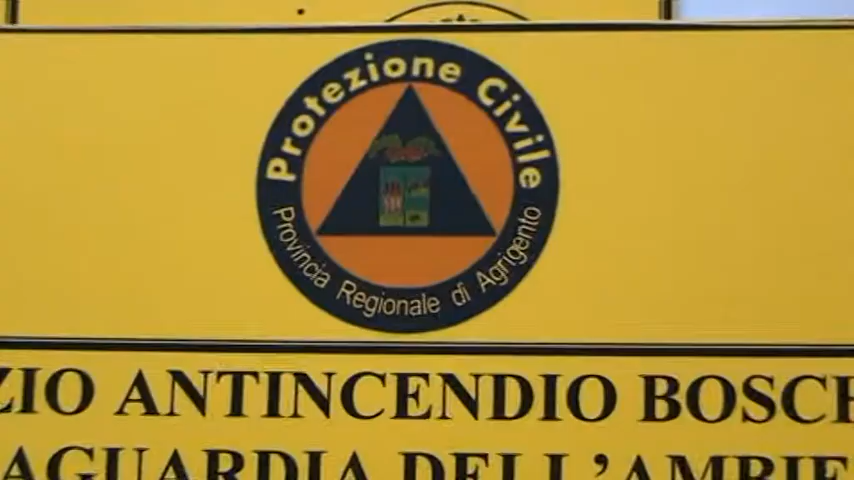 Protezione Civile
Provincia Regionale di Agrigento
ZIO ANTINCENDIO BOSCH
AGUARDIA DELL'AMBIE